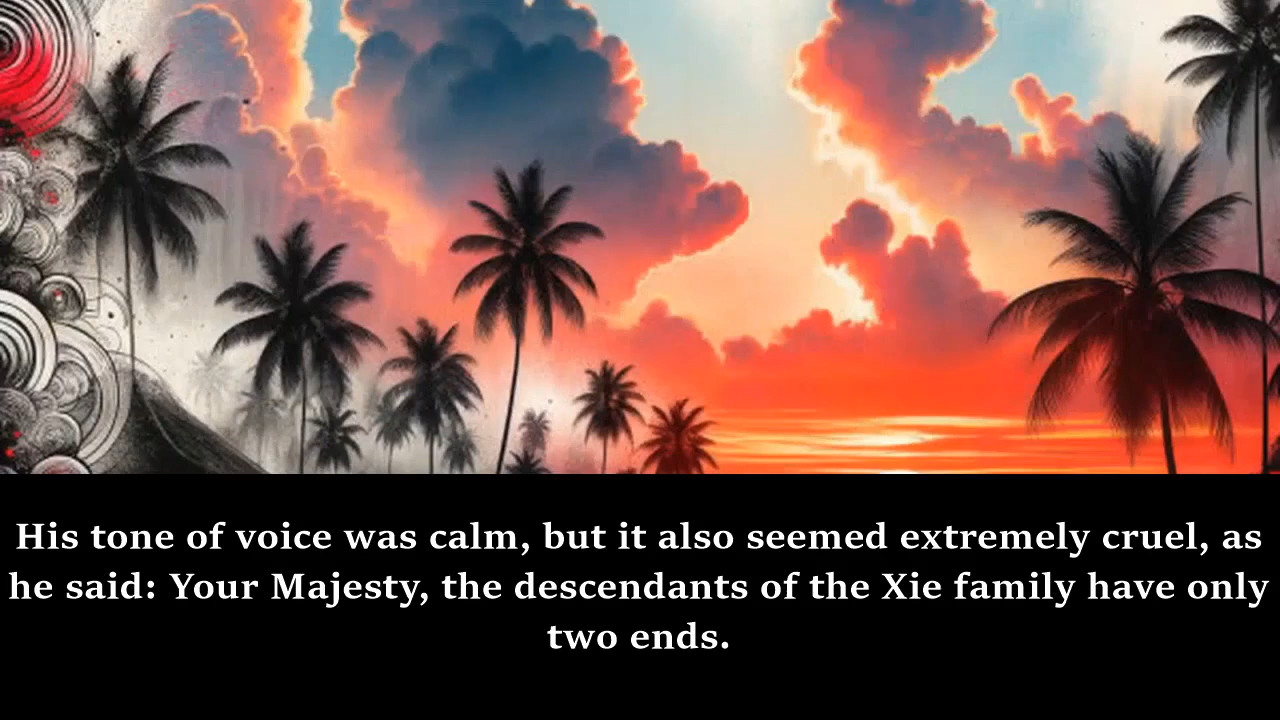 His tone of voice was calm, but it also seemed extremely cruel, as
he said: Your Majesty, the descendants of the Xie family have only
two ends.